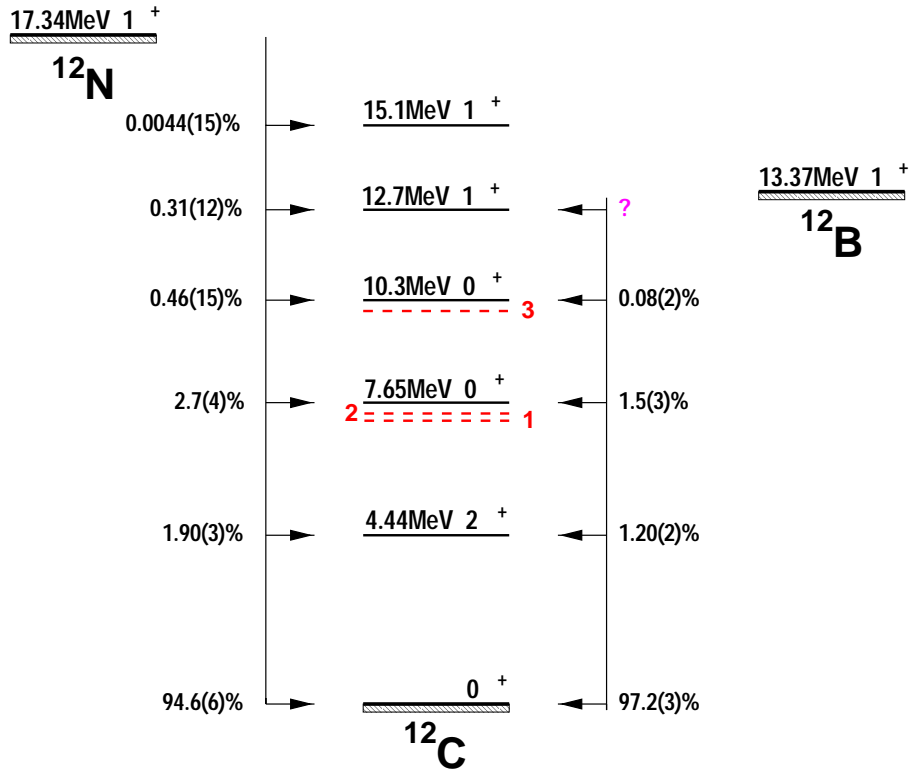 17.34MeV 1 +
12N
15.1MeV 1 +
0.0044(15)%
13.37MeV 1 +
12B
12.7MeV 1 +
0.31(12)%
?
10.3MeV 0 +
0.46(15)%
0.08(2)%
3
7.65MeV 0 +
2.7(4)%
1.5(3)%
2
1
4.44MeV 2 +
1.90(3)%
1.20(2)%
0 +
94.6(6)%
97.2(3)%
12C